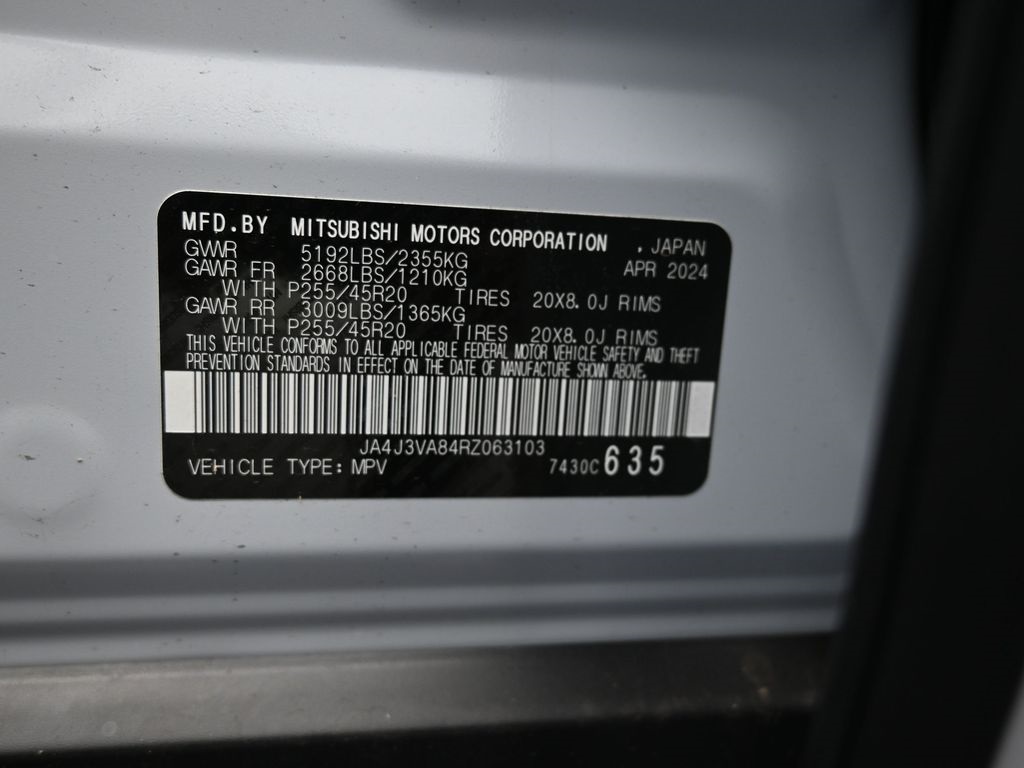 MFD.BY MITSUBISHI MOTORS CORPORATION , JAPAN
GVWR 5192LBS/2355KG APR 2024
GAWR FR 2668LBS/1210KG
WITH P255/45R20 TIRES 20X8.0J RIMS
GAWR RR 3009LBS/1365KG
WITH P255/45R20 TIRES 20X8.0J RIMS
THIS VEHICLE CONFORMS TO ALL APPLICABLE FEDERAL MOTOR VEHICLE SAFETY AND THEFT
PREVENTION STANDARDS IN EFFECT ON THE DATE OF MANUFACTURE SHOWN ABOVE.
JA4J3VA84RZ063103
VEHICLE TYPE: MPV 7430C 635